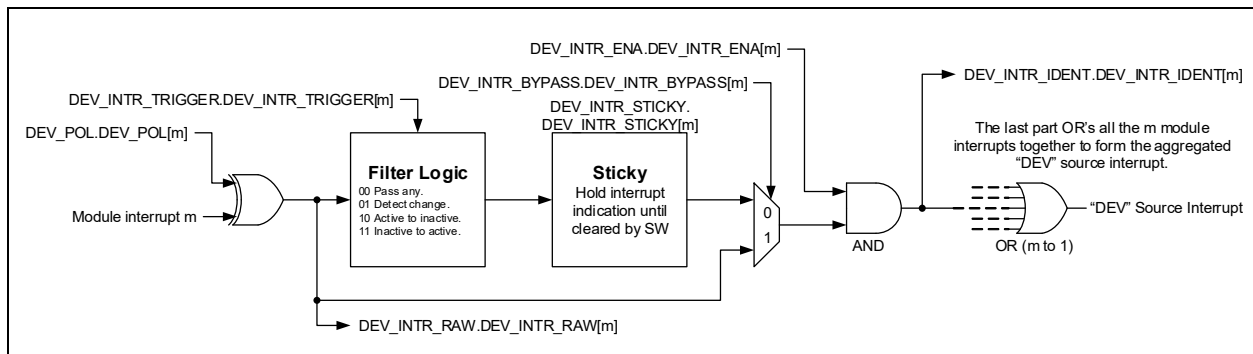 DEV_INTR_ENA.DEV_INTR_ENA[m]
DEV_INTR_IDENT.DEV_INTR_IDENT[m]
DEV_INTR_BYPASS.DEV_INTR_BYPASS[m]
DEV_INTR_TRIGGER.DEV_INTR_TRIGGER[m]
DEV_INTR_STICKY.
DEV_INTR_STICKY[m]
DEV_POL.DEV_POL[m]
The last part OR's all the m module
interrupts together to form the aggregated
“DEV” source interrupt.
Filter Logic
00 Pass any.
01 Detect change.
10 Active to inactive.
11 Inactive to active.
Sticky
Hold interrupt
indication until
cleared by SW
Module interrupt m
0
1
“DEV” Source Interrupt
AND
OR (m to 1)
DEV_INTR_RAW.DEV_INTR_RAW[m]